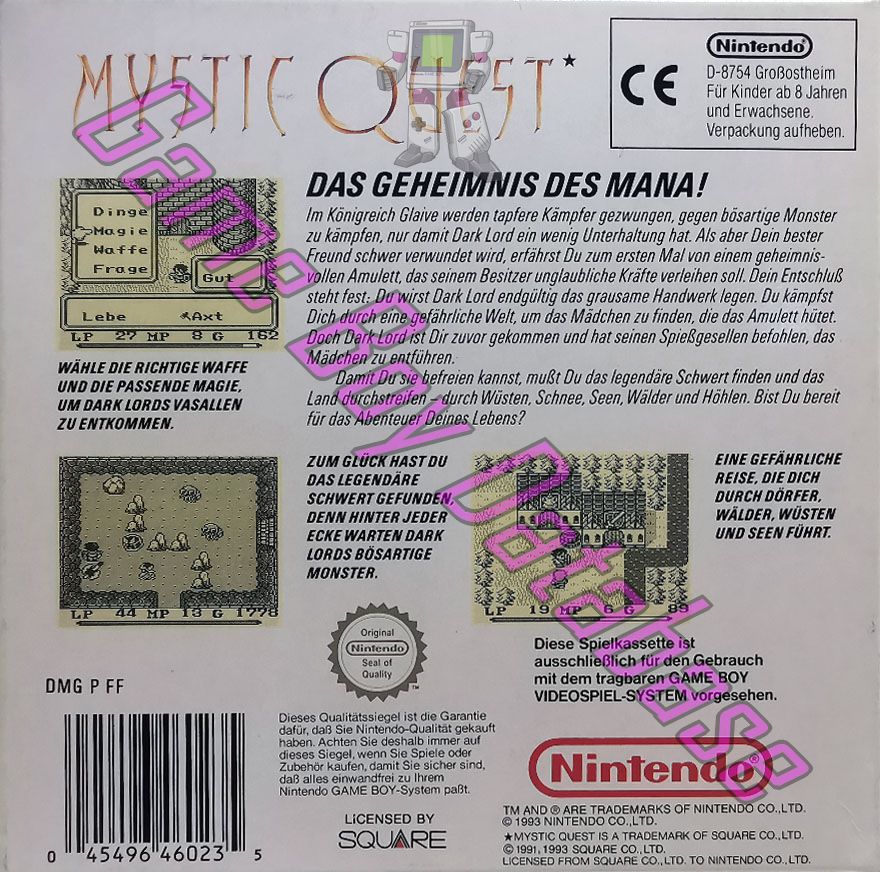 MYSTIC QUEST★
Nintendo®
D-8754 Großostheim
Für Kinder ab 8 Jahren
und Erwachsene.
Verpackung aufheben.
CE
DAS GEHEIMNIS DES MANA!
Im Königreich Glaive werden tapfere Kämpfer gezwungen, gegen bösartige Monster
zu kämpfen, nur damit Dark Lord ein wenig Unterhaltung hat. Als aber Dein bester
Freund schwer verwundet wird, erfährst Du zum ersten Mal von einem geheimnis-
vollen Amulett, das seinem Besitzer unglaubliche Kräfte verleihen soll. Dein Entschluß
steht fest: Du wirst Dark Lord endgültig das grausame Handwerk legen. Du kämpfst
Dich durch eine gefährliche Welt, um das Mädchen zu finden, die das Amulett hütet.
Doch Dark Lord ist Dir zuvor gekommen und hat seinen Spießgesellen befohlen, das
Mädchen zu entführen.
Damit Du sie befreien kannst, mußt Du das legendäre Schwert finden und das
Land durchstreifen – durch Wüsten, Schnee, Seen, Wälder und Höhlen. Bist Du bereit
für das Abenteuer Deines Lebens?
Dinge
Magie
Waffe
Frage
Gut
Lebe Axt
LP 27 MP 8 G 162
WÄHLE DIE RICHTIGE WAFFE
UND DIE PASSENDE MAGIE,
UM DARK LORDS VASALLEN
ZU ENTKOMMEN.
LP 44 MP 13 G 1778
ZUM GLÜCK HAST DU
DAS LEGENDÄRE
SCHWERT GEFUNDEN,
DENN HINTER JEDER
ECKE WARTEN DARK
LORDS BÖSARTIGE
MONSTER.
LP 19 MP 6 G 89
EINE GEFÄHRLICHE
REISE, DIE DICH
DURCH DÖRFER,
WÄLDER, WÜSTEN
UND SEEN FÜHRT.
Original
Nintendo
Seal of
Quality
TM
Diese Spielkassette ist
ausschließlich für den Gebrauch
mit dem tragbaren GAME BOY
VIDEOSPIEL-SYSTEM vorgesehen.
DMG P FF
0 45496 46023 5
Dieses Qualitätssiegel ist die Garantie
dafür, daß Sie Nintendo-Qualität gekauft
haben. Achten Sie deshalb immer auf
dieses Siegel, wenn Sie Spiele oder
Zubehör kaufen, damit Sie sicher sind,
daß alles einwandfrei zu Ihrem
Nintendo GAME BOY-System paßt.
LICENSED BY
SQUARE
Nintendo®
TM AND ® ARE TRADEMARKS OF NINTENDO CO.,LTD.
© 1993 NINTENDO CO.,LTD.
★MYSTIC QUEST IS A TRADEMARK OF SQUARE CO.,LTD.
©1991, 1993 SQUARE CO.,LTD.
LICENSED FROM SQUARE CO.,LTD. TO NINTENDO CO.,LTD.
Game Boy Database